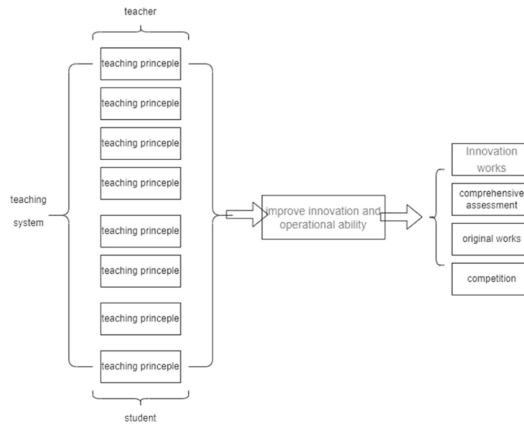 teacher
teaching princeple
teaching princeple
teaching princeple
teaching princeple
teaching princeple
teaching princeple
teaching princeple
teaching princeple
student
teaching
system
improve innovation and
operational ability
Innovation
works
comprehensive
assessment
original works
competition